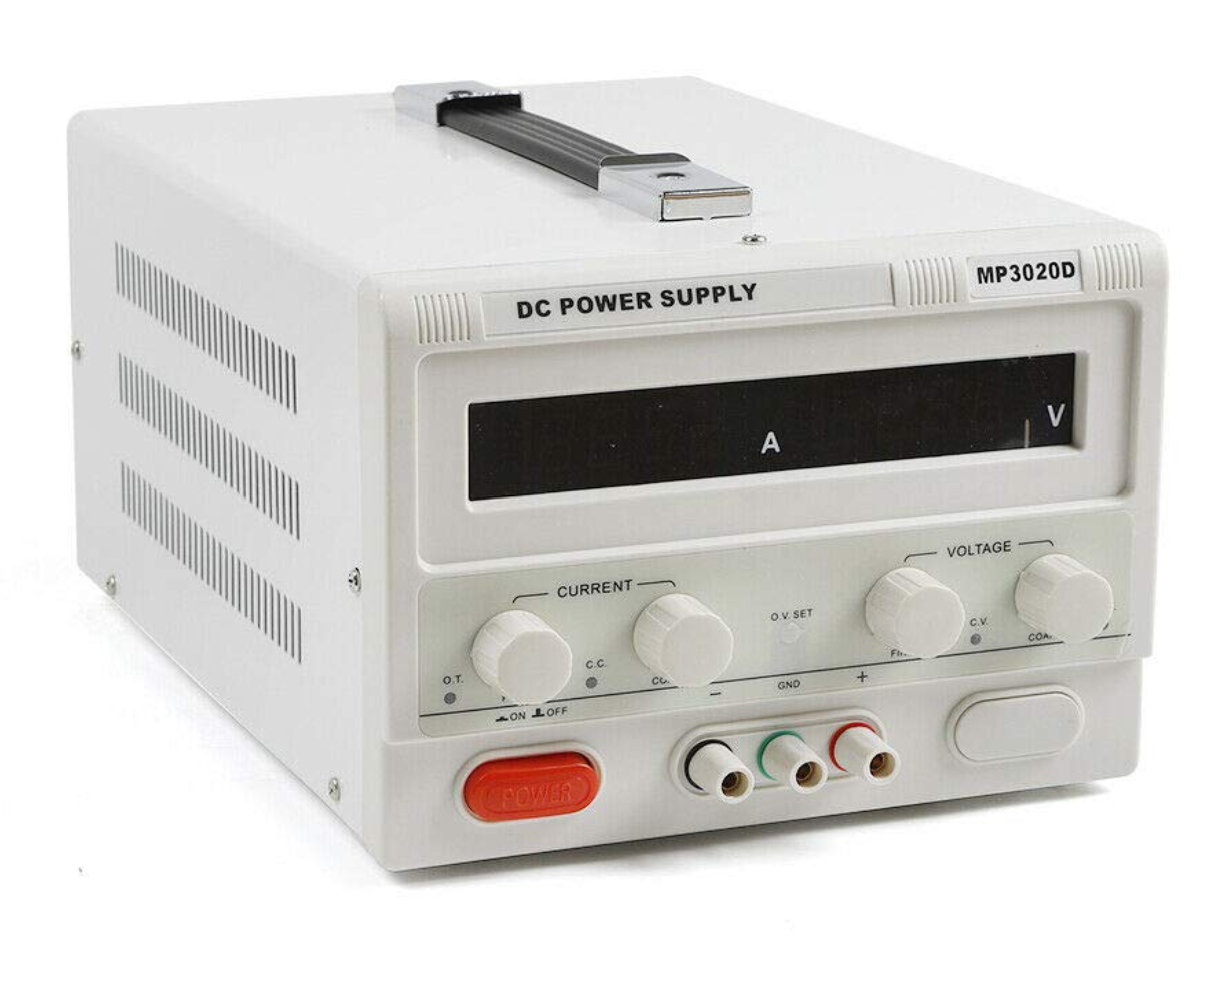 DC POWER SUPPLY
MP3020D
A
V
CURRENT
VOLTAGE
O.V. SET
C.V.
C.C.
O.T.
GND
− +
ON OFF
POWER